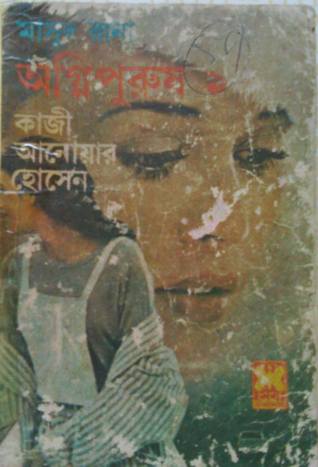 মাসুদ রানা
অগ্নিপুরুষ ১
কাজী
আনোয়ার
হোসেন